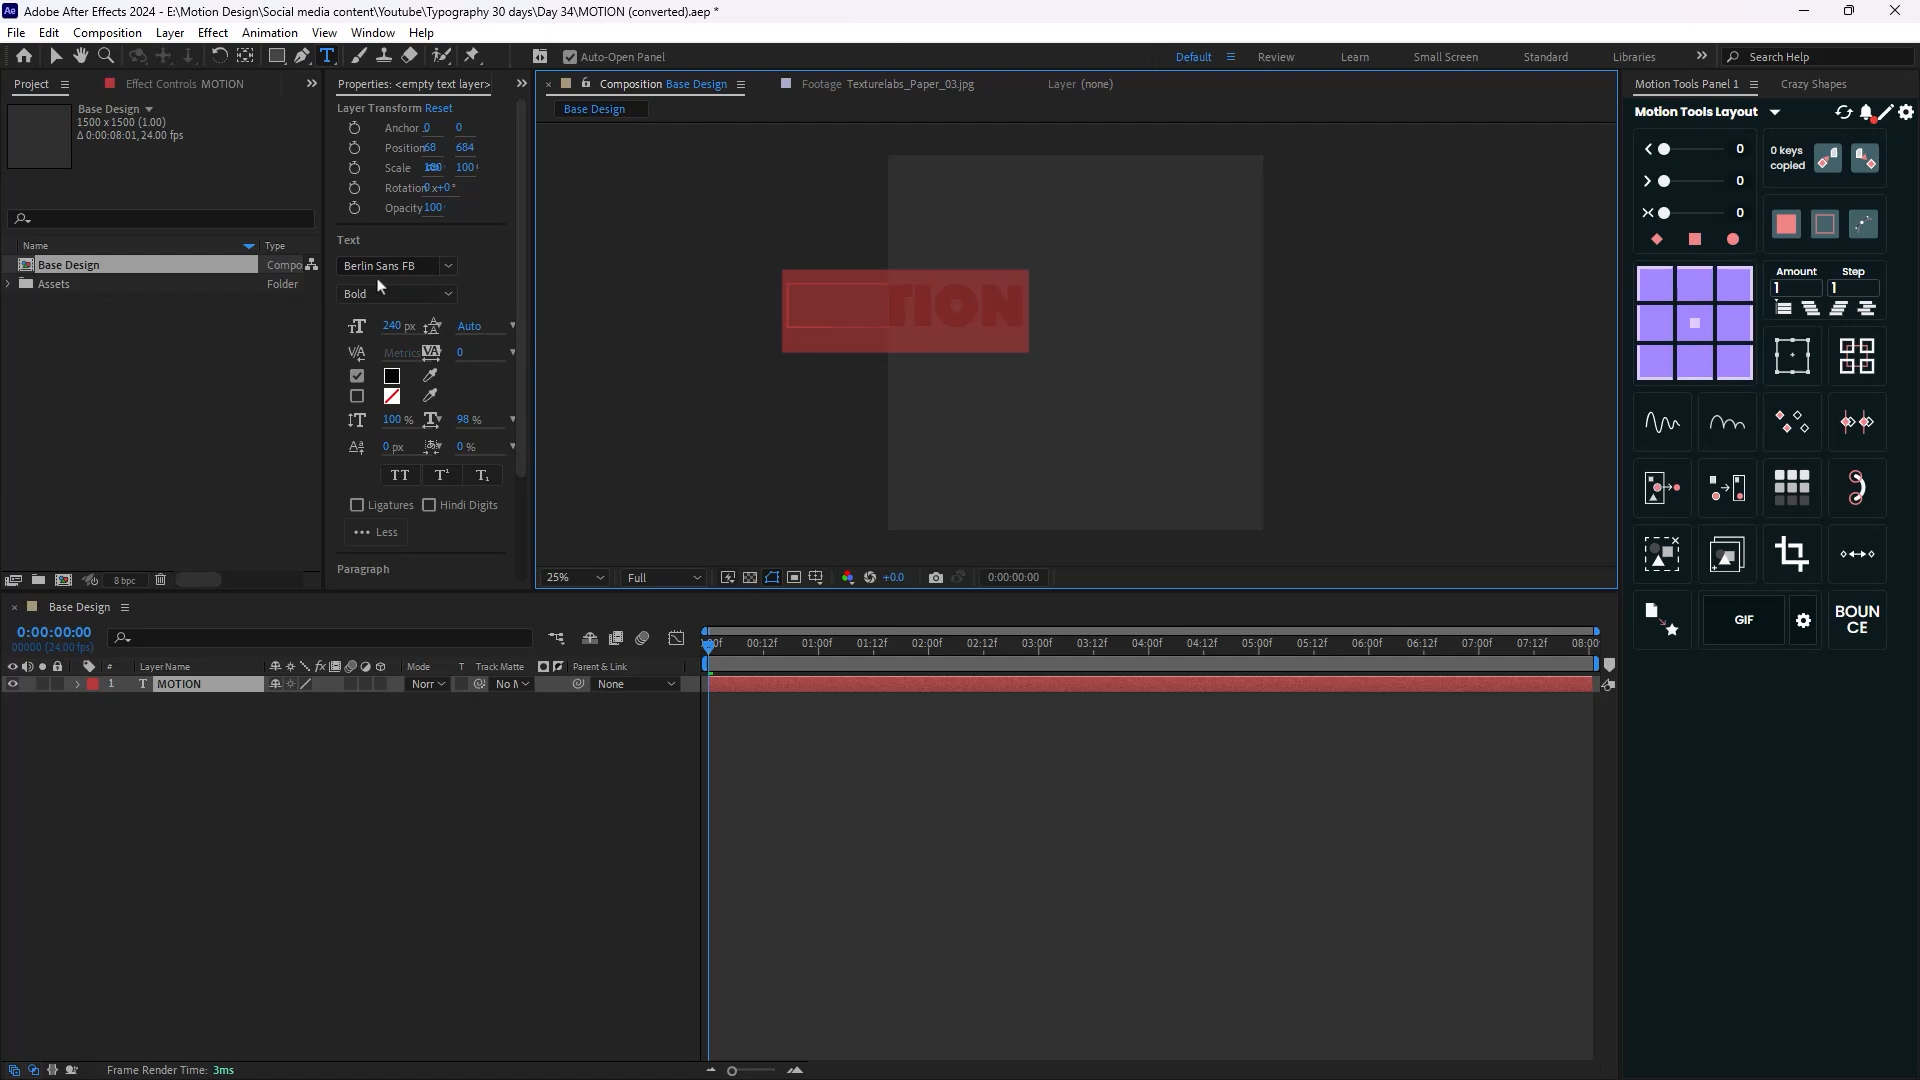 Adobe After Effects 2024 - E:\Motion Design\Social media content\Youtube\Typography 30 days\Day 34\MOTION (converted).aep *
File Edit Composition Layer Effect Animation View Window Help
Auto-Open Panel
Default Review Learn Small Screen Standard Libraries Search Help
Project Effect Controls MOTION
Properties: <empty text layer>
Composition Base Design Footage Texturelabs_Paper_03.jpg Layer (none)
Motion Tools Panel 1 Crazy Shapes
Base Design
1500 x 1500 (1.00)
Δ 0:00:08:01, 24.00 fps
Layer Transform Reset
Anchor 0 0
Position 68 684
Scale 100 100
Rotation 0 x+0 °
Opacity 100
Base Design
Motion Tools Layout
0
0
0
0 keys
copied
Amount Step
1 1
Name Type
Base Design Compo
Assets Folder
Text
Berlin Sans FB
Bold
240 px Auto
Metrics 0
100 % 98 %
0 px 0 %
TT T¹ T₁
Ligatures Hindi Digits
Less
Paragraph
TION
8 bpc
25% Full +0.0 0:00:00:00
GIF
BOUN
CE
Base Design
0:00:00:00
00000 (24.00 fps)
00f 00:12f 01:00f 01:12f 02:00f 02:12f 03:00f 03:12f 04:00f 04:12f 05:00f 05:12f 06:00f 06:12f 07:00f 07:12f 08:00
# Layer Name Mode T Track Matte Parent & Link
1 T MOTION Norr No M None
Frame Render Time: 3ms